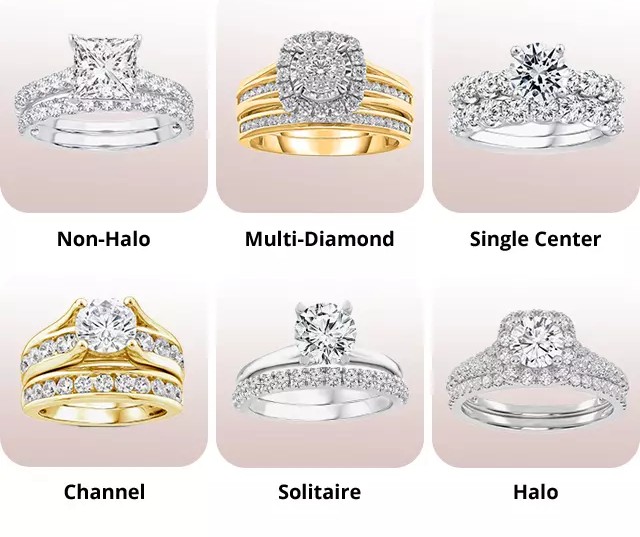 Non-Halo
Multi-Diamond
Single Center
Channel
Solitaire
Halo